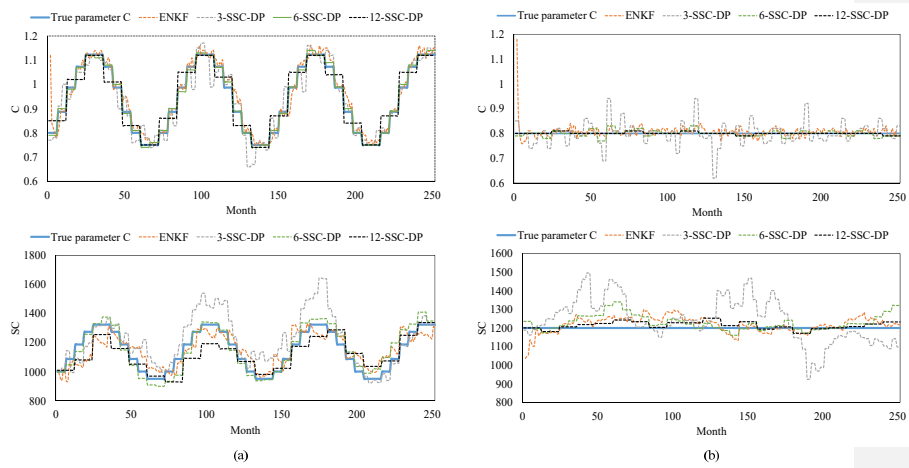 True parameter C ENKF 3-SSC-DP 6-SSC-DP 12-SSC-DP
1.2
1.1
1
0.9
0.8
0.7
0.6
C
0 50 100 150 200 250
Month
True parameter C ENKF 3-SSC-DP 6-SSC-DP 12-SSC-DP
1800
1600
1400
1200
1000
800
SC
0 50 100 150 200 250
Month
(a)
True parameter C ENKF 3-SSC-DP 6-SSC-DP 12-SSC-DP
1.2
1.1
1
0.9
0.8
0.7
0.6
C
0 50 100 150 200 250
Month
True parameter C ENKF 3-SSC-DP 6-SSC-DP 12-SSC-DP
1600
1500
1400
1300
1200
1100
1000
900
800
SC
0 50 100 150 200 250
Month
(b)